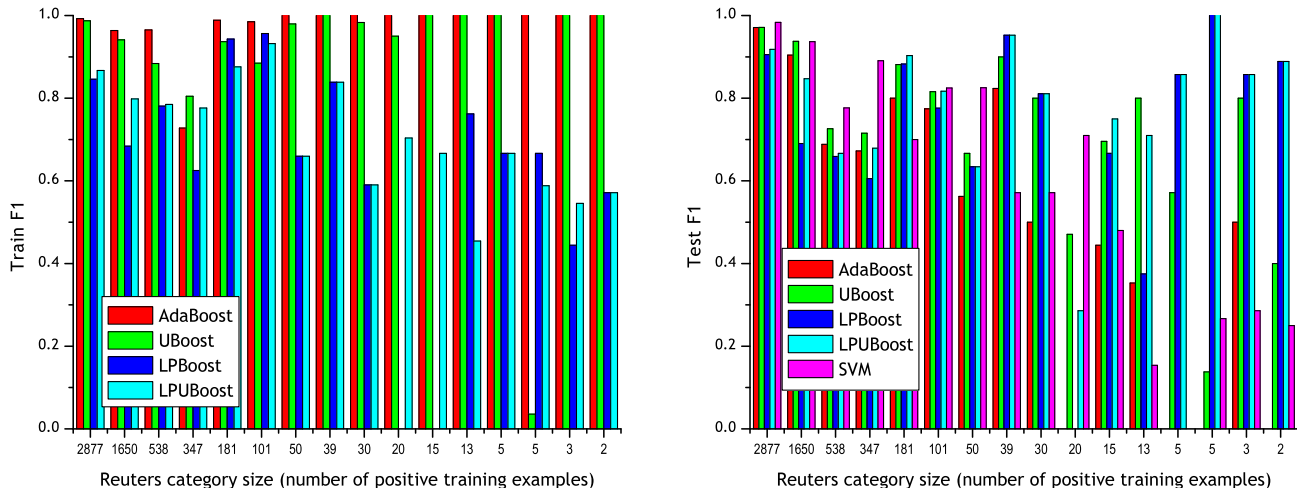 1.0
0.8
0.6
0.4
0.2
0.0
Train F1
AdaBoost
UBoost
LPBoost
LPUBoost
2877 1650 538 347 181 101 50 39 30 20 15 13 5 5 3 2
Reuters category size (number of positive training examples)
1.0
0.8
0.6
0.4
0.2
0.0
Test F1
AdaBoost
UBoost
LPBoost
LPUBoost
SVM
2877 1650 538 347 181 101 50 39 30 20 15 13 5 5 3 2
Reuters category size (number of positive training examples)